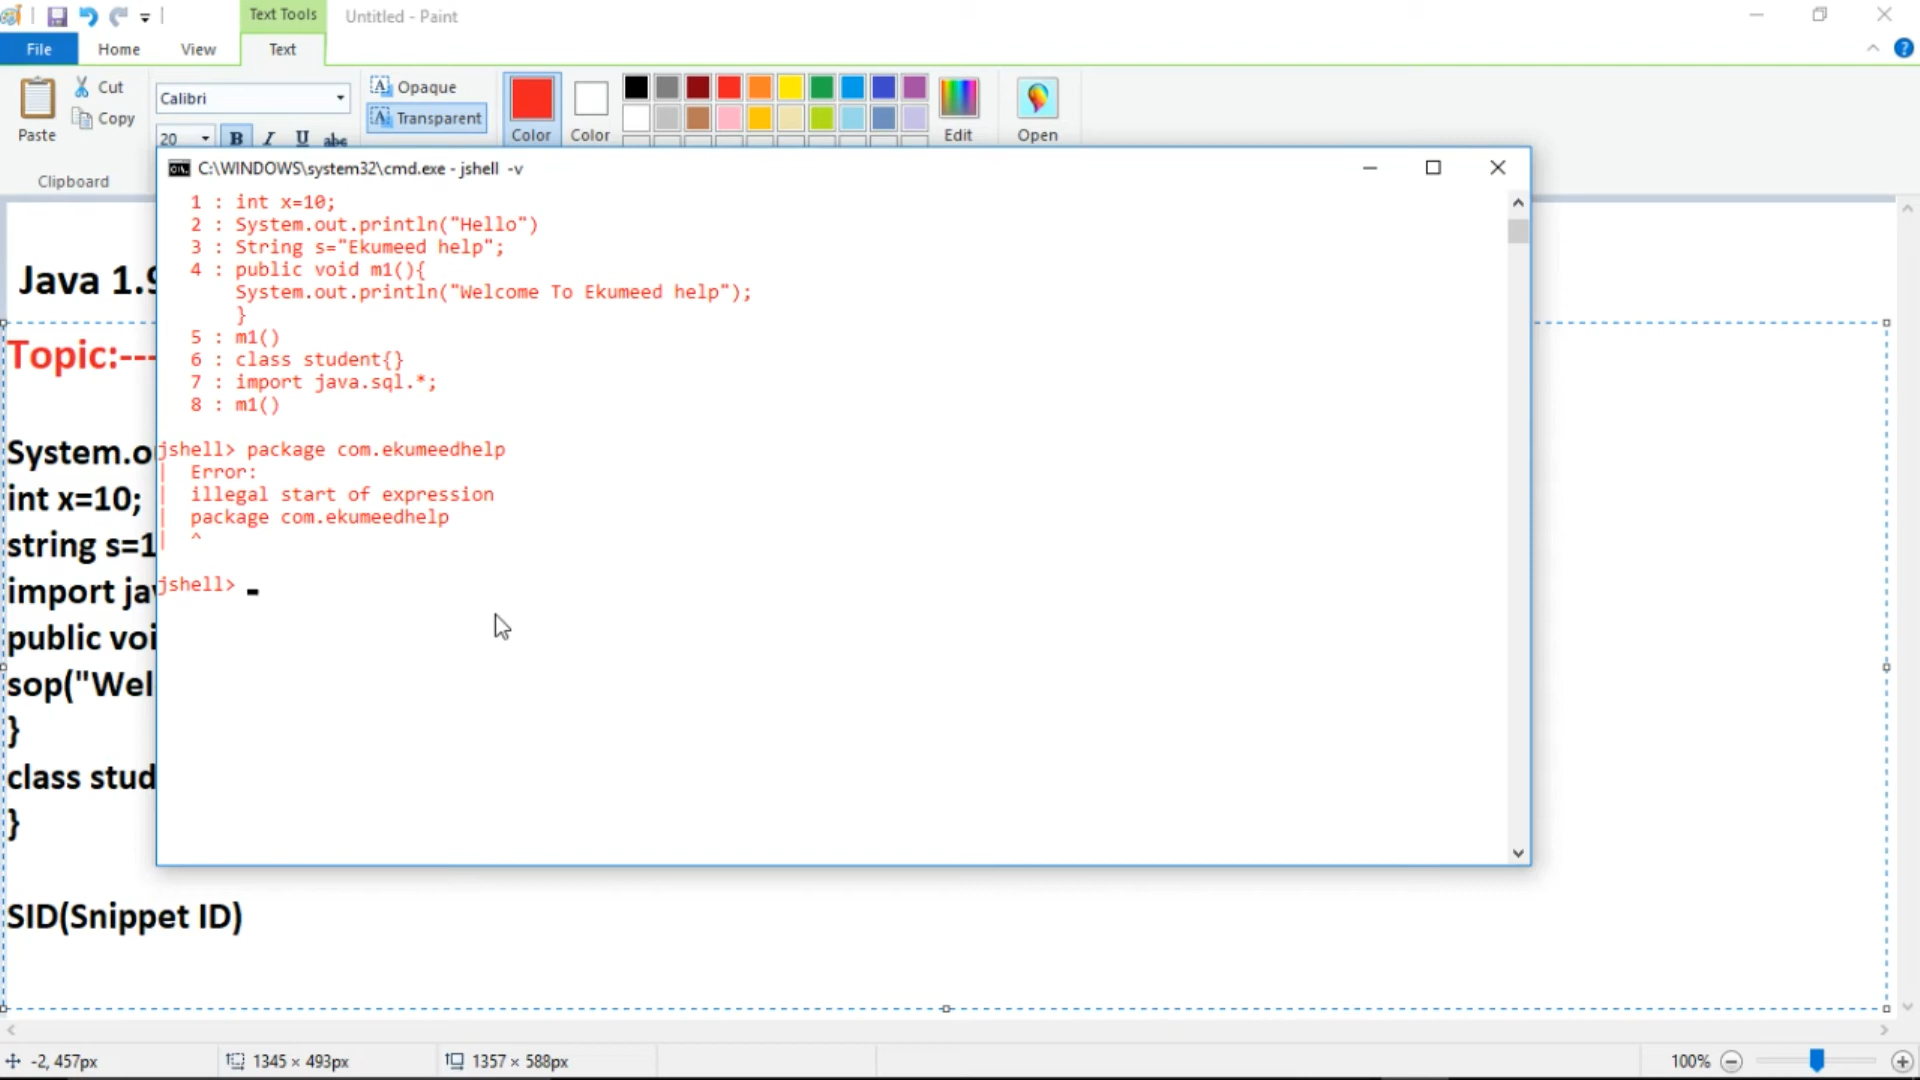 Text Tools
Untitled - Paint
File
Home
View
Text
Cut
Copy
Paste
Clipboard
Calibri
20
B
I
U
abc
A Opaque
A Transparent
Color
Color
Edit
Open
C:\WINDOWS\system32\cmd.exe - jshell -v
1 : int x=10;
2 : System.out.println("Hello")
3 : String s="Ekumeed help";
4 : public void m1(){
System.out.println("Welcome To Ekumeed help");
}
5 : m1()
6 : class student{}
7 : import java.sql.*;
8 : m1()
jshell> package com.ekumeedhelp
| Error:
| illegal start of expression
| package com.ekumeedhelp
| ^
jshell>
Java 1.9
Topic:---
System.o
int x=10;
string s=1
import jav
public voi
sop("Wel
}
class stud
}
SID(Snippet ID)
-2, 457px
1345 × 493px
1357 × 588px
100%